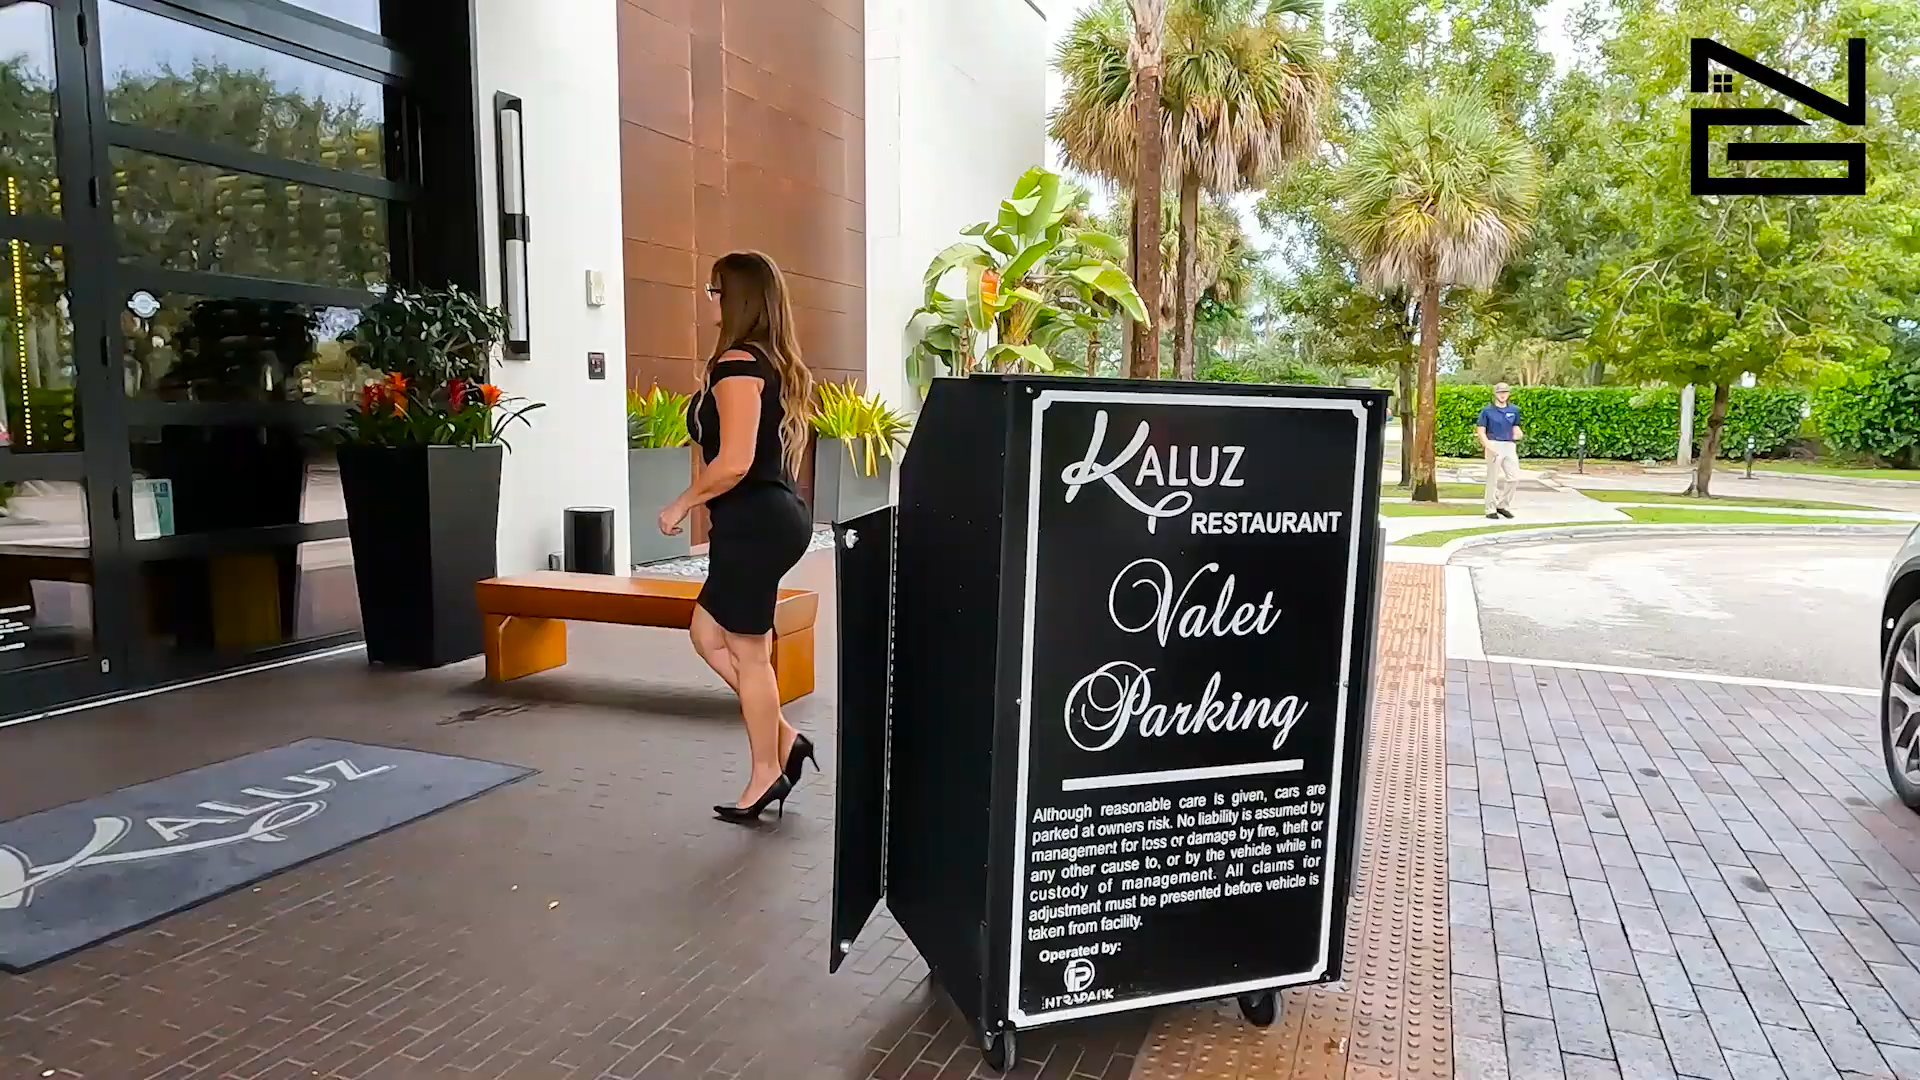 KALUZ
RESTAURANT
Valet
Parking
Although reasonable care is given, cars are
parked at owners risk. No liability is assumed by
management for loss or damage by fire, theft or
any other cause to, or by the vehicle while in
custody of management. All claims for
adjustment must be presented before vehicle is
taken from facility.
Operated by:
KALUZ